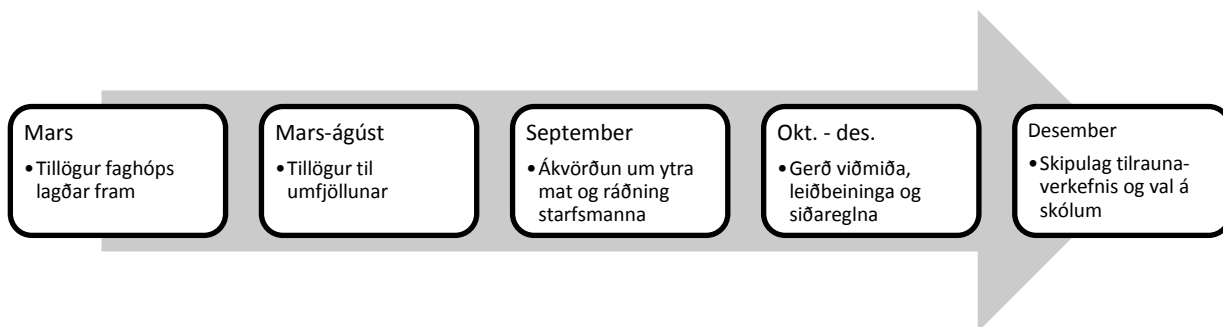 Mars
•Tillögur faghóps
lagðar fram
Mars-ágúst
•Tillögur til
umfjöllunar
September
•Ákvörðun um ytra
mat og ráðning
starfsmanna
Okt. - des.
•Gerð viðmiða,
leiðbeininga og
siðareglna
Desember
•Skipulag tilrauna-
verkefnis og val á
skólum